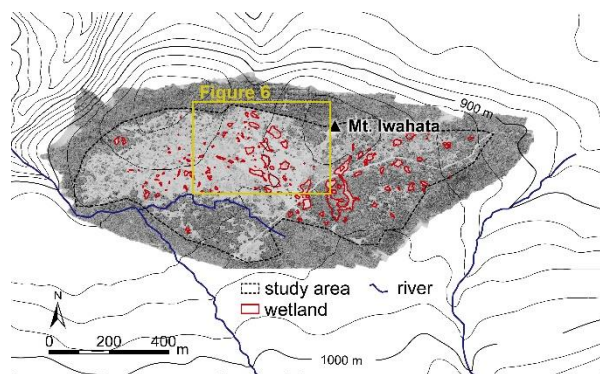 Figure 6
900 m
Mt. Iwahata
study area
river
wetland
N
0 200 400 m
1000 m